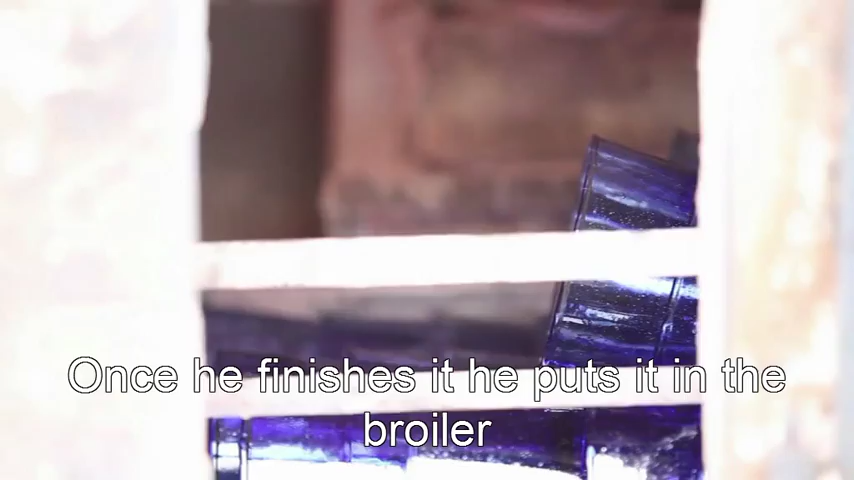 Once he finishes it he puts it in the
broiler